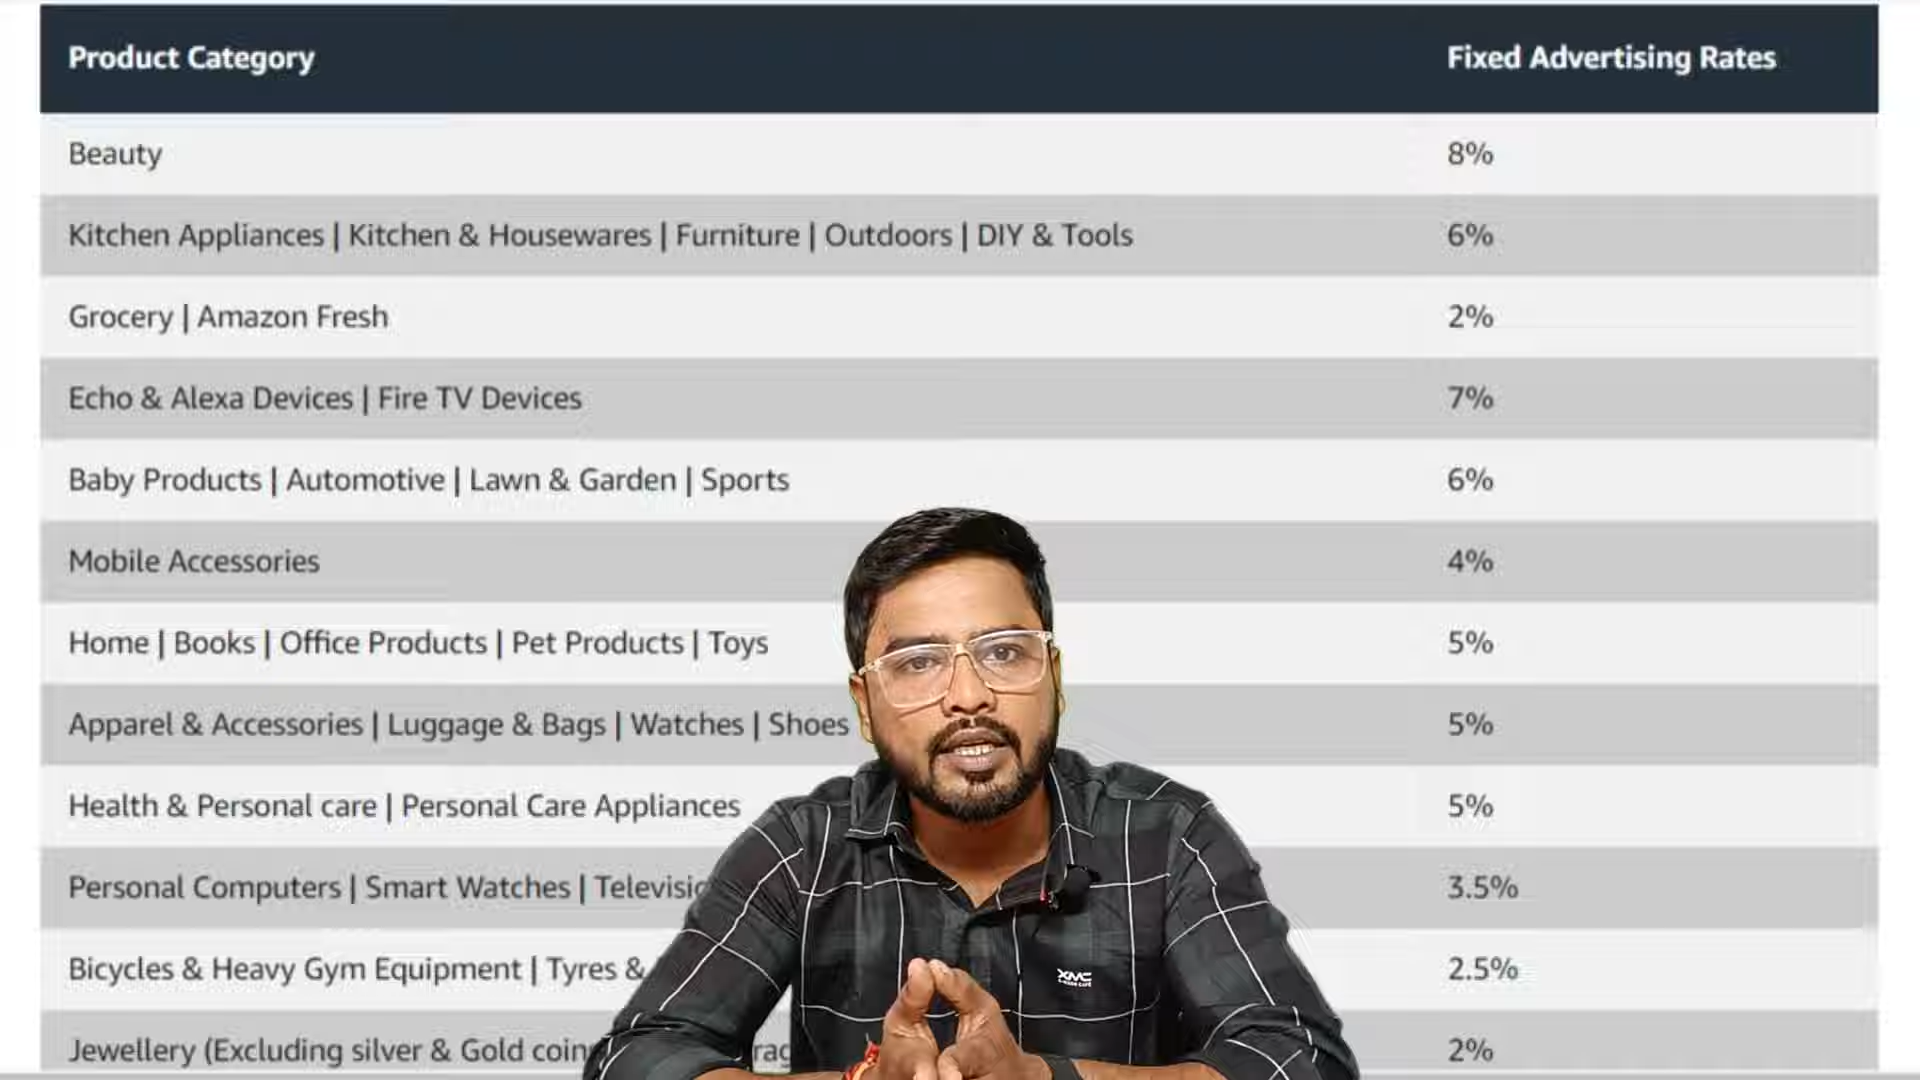 Product Category Fixed Advertising Rates
Beauty 8%
Kitchen Appliances | Kitchen & Housewares | Furniture | Outdoors | DIY & Tools 6%
Grocery | Amazon Fresh 2%
Echo & Alexa Devices | Fire TV Devices 7%
Baby Products | Automotive | Lawn & Garden | Sports 6%
Mobile Accessories 4%
Home | Books | Office Products | Pet Products | Toys 5%
Apparel & Accessories | Luggage & Bags | Watches | Shoes 5%
Health & Personal care | Personal Care Appliances 5%
Personal Computers | Smart Watches | 3.5%
Bicycles & Heavy Gym Equipment | Tyres & 2.5%
Jewellery (Excluding silver & Gold 2%
XMC